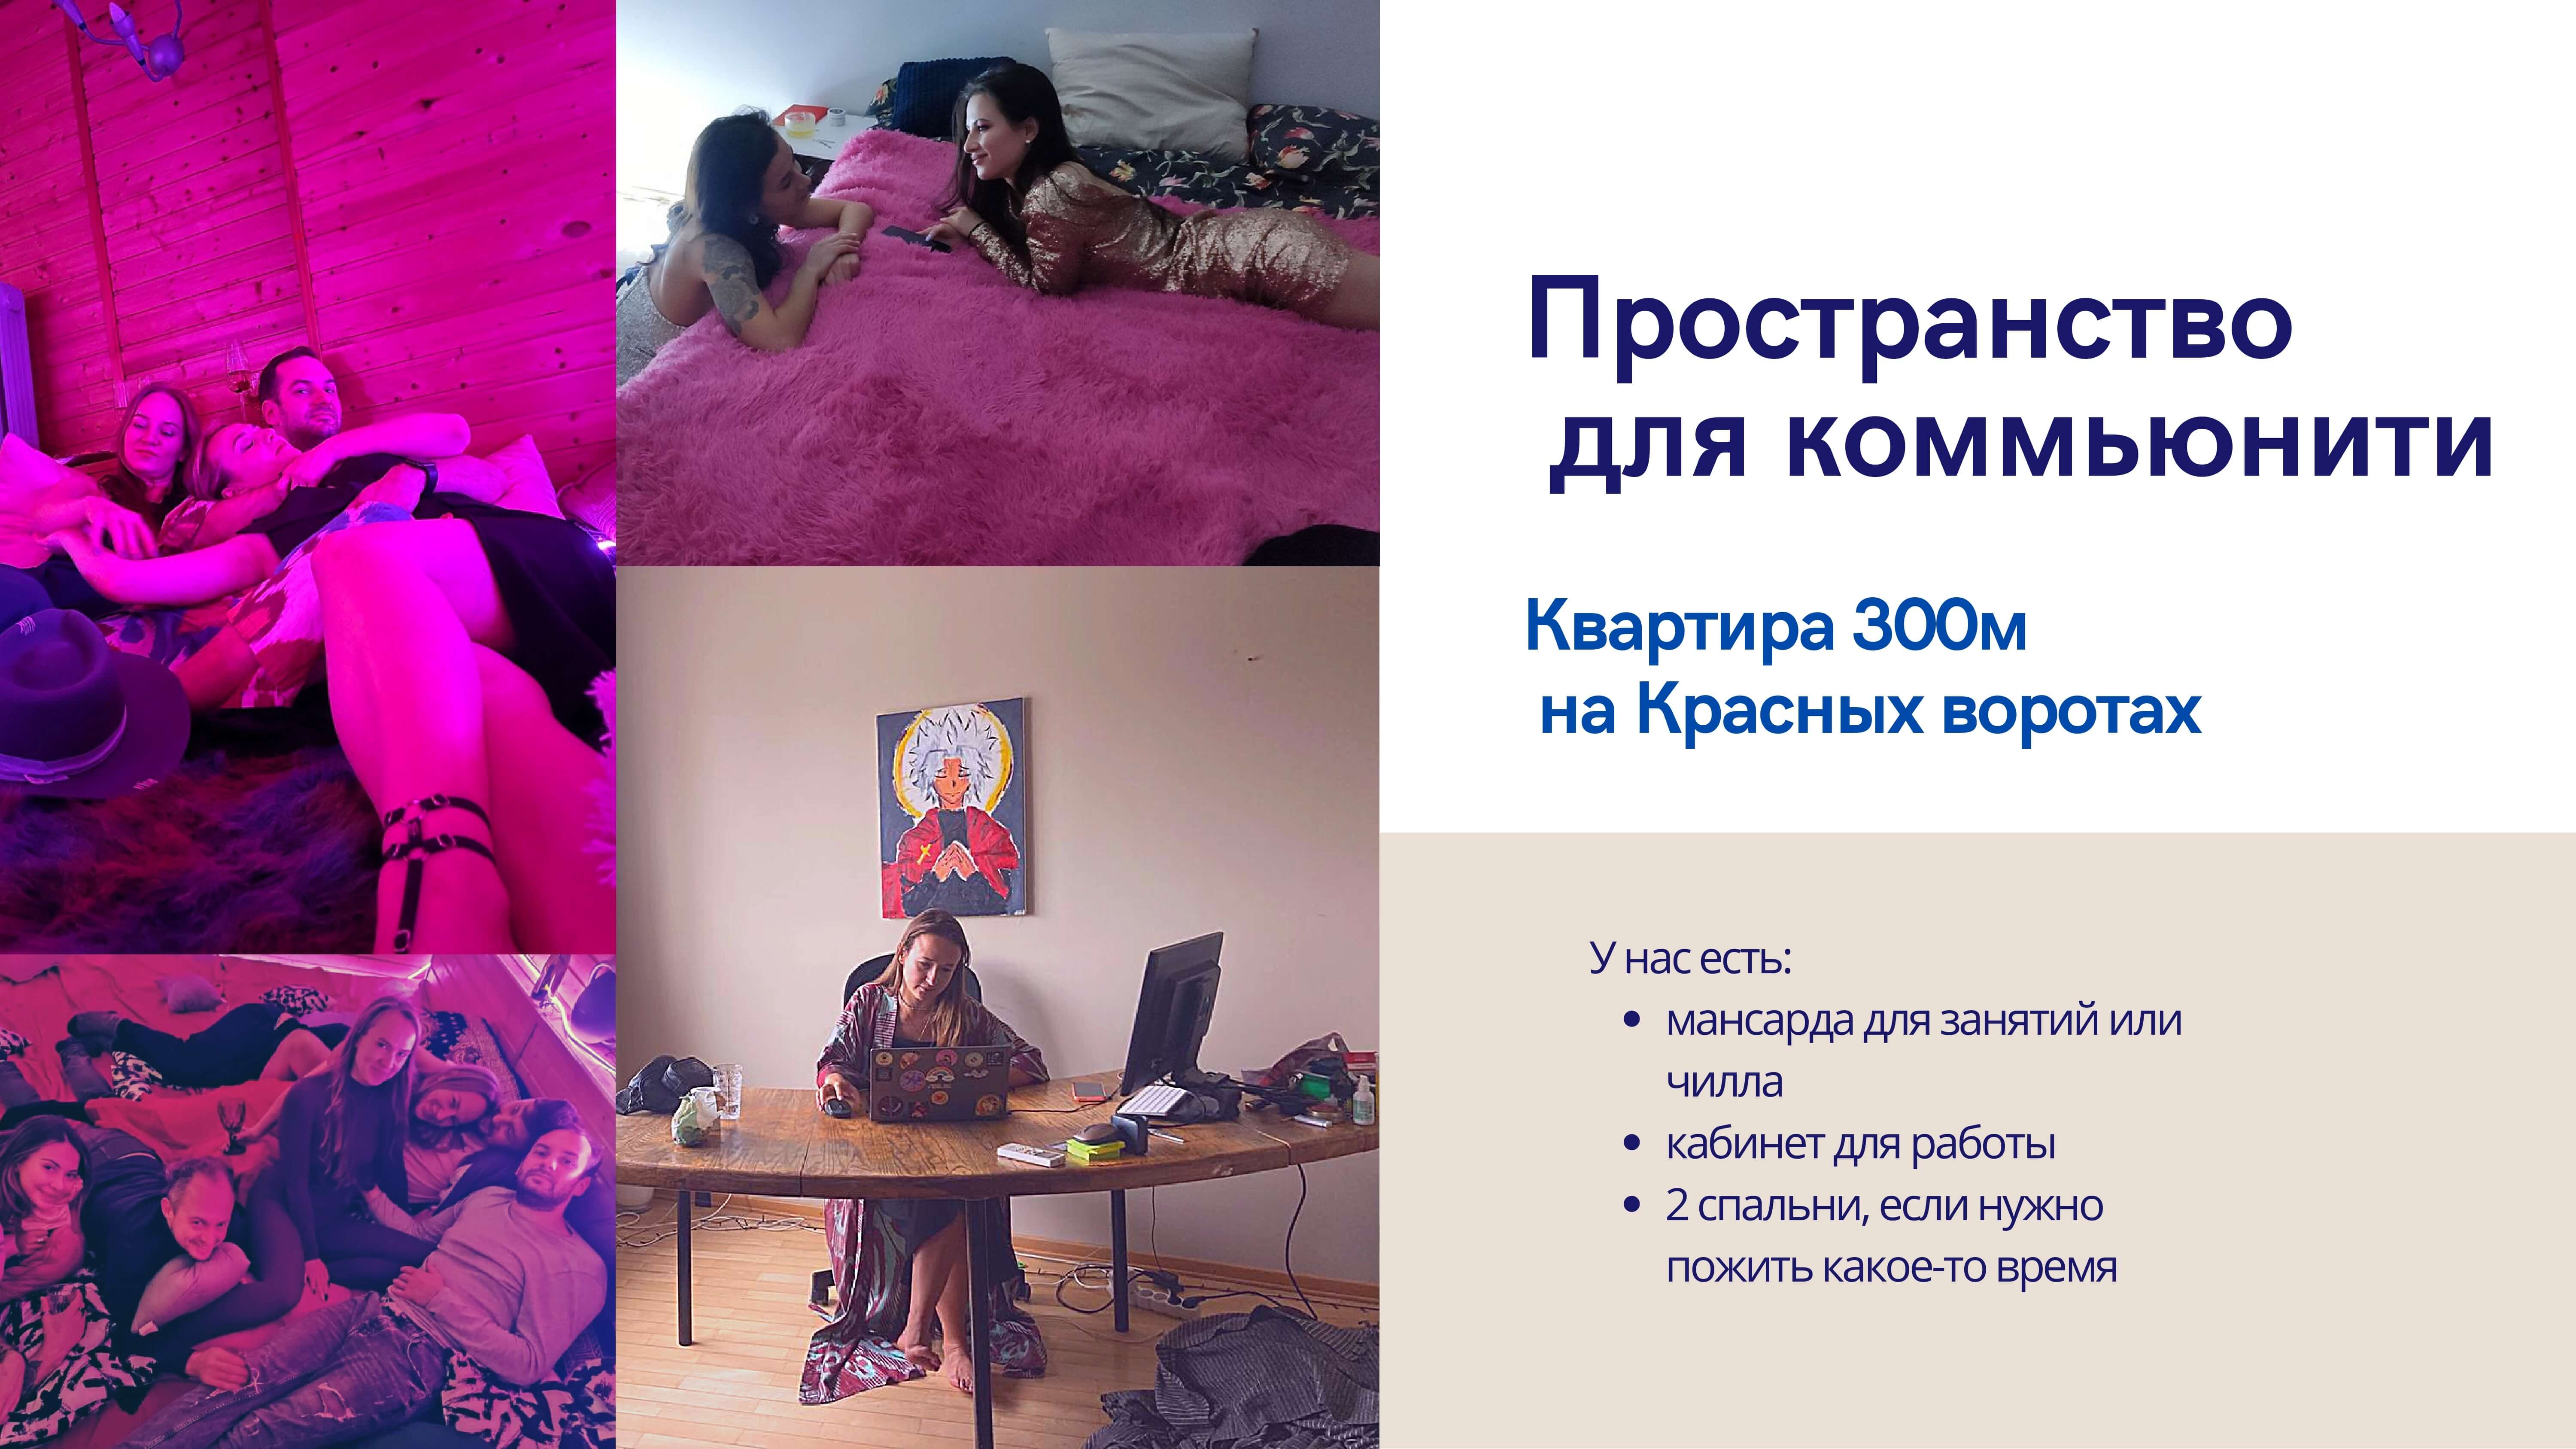 Пространство
для коммьюнити
Квартира 300м
на Красных воротах
У нас есть:
• мансарда для занятий или
чилла
• кабинет для работы
• 2 спальни, если нужно
пожить какое-то время